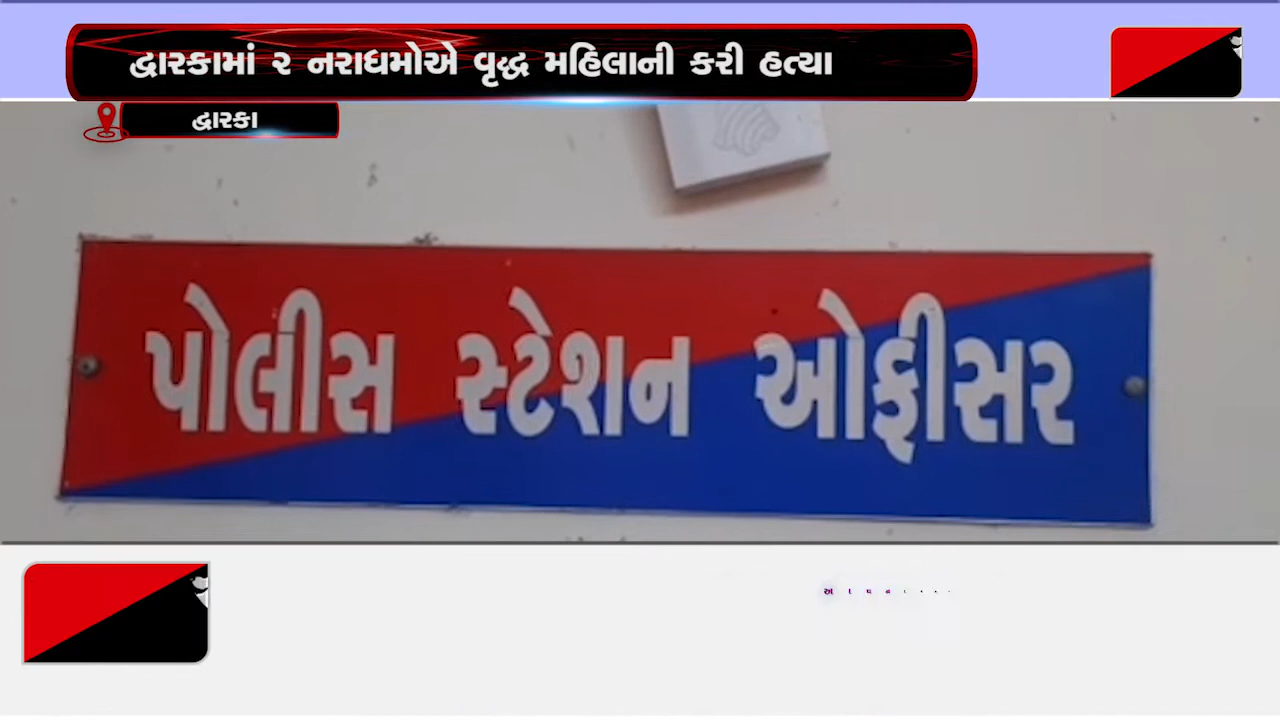 દ્વારકામાં ૨ નરાધમોએ વૃદ્ધ મહિલાની કરી હત્યા
દ્વારકા
પોલીસ સ્ટેશન ઓફીસર